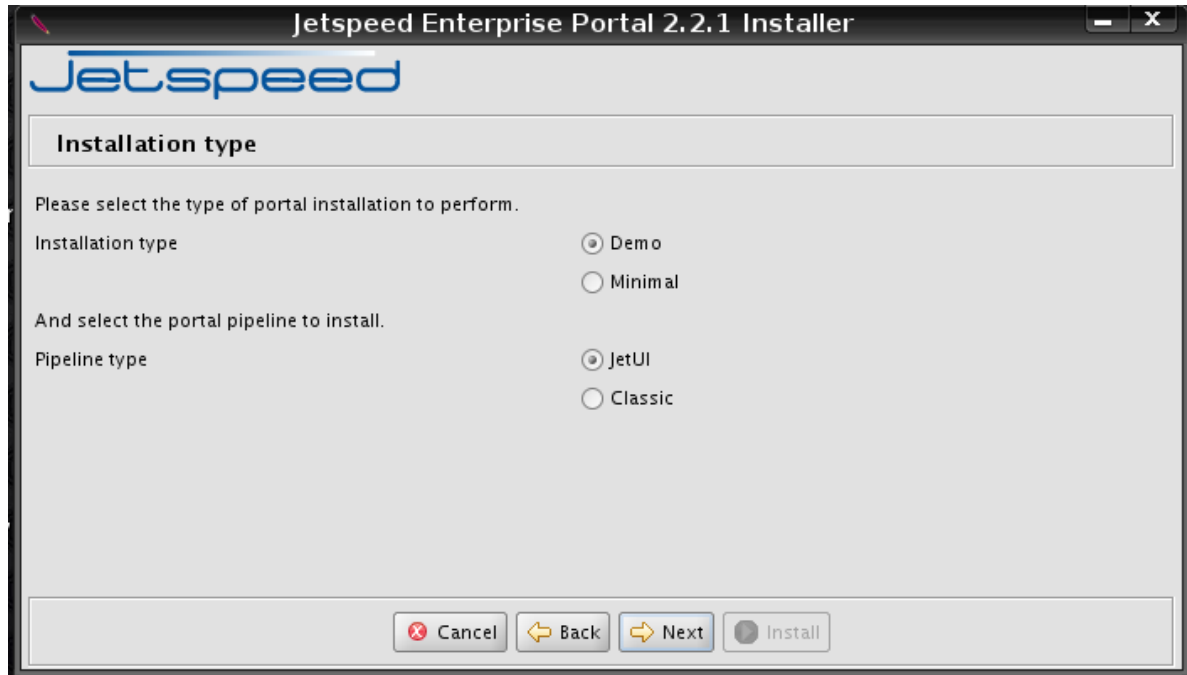 Jetspeed Enterprise Portal 2.2.1 Installer
Jetspeed
Installation type
Please select the type of portal installation to perform.
Installation type
Demo
Minimal
And select the portal pipeline to install.
Pipeline type
JetUI
Classic
Cancel Back Next Install